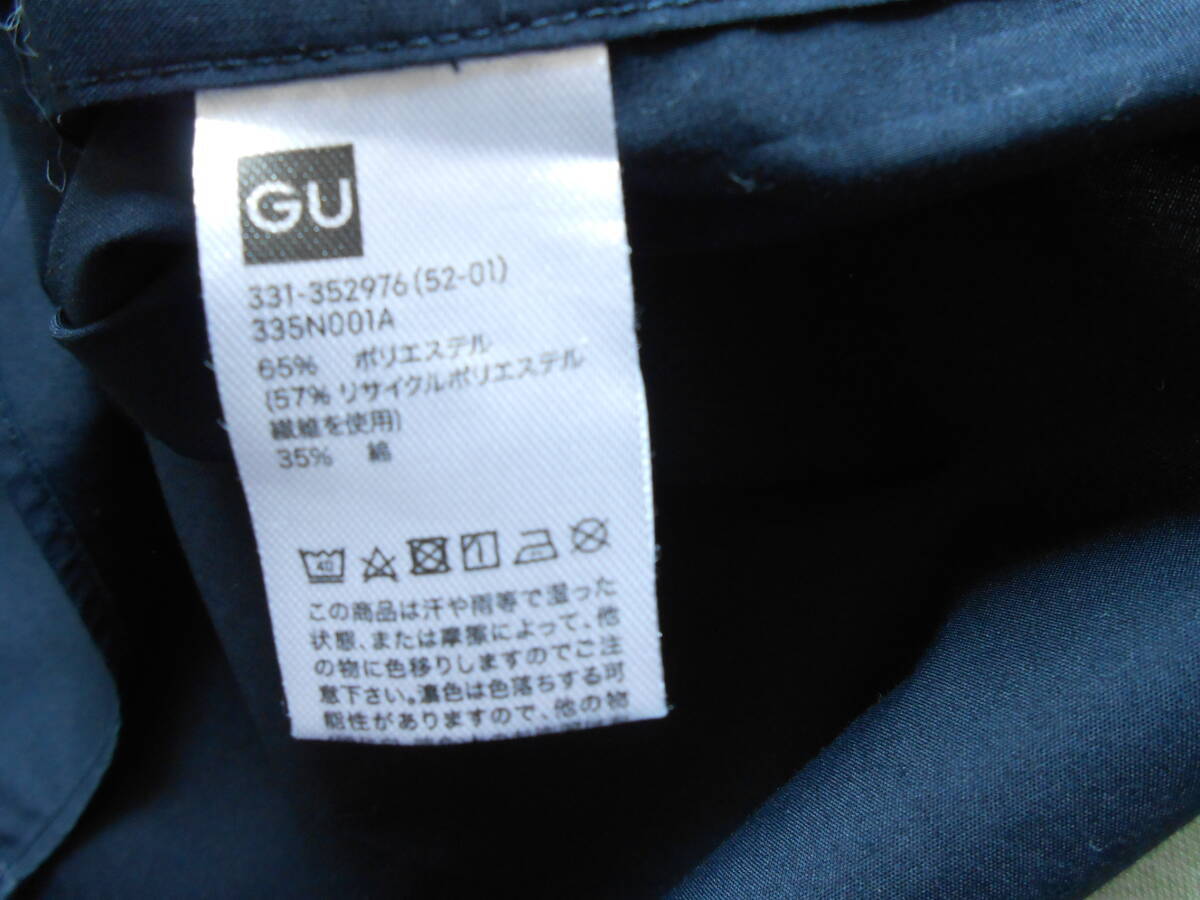 GU
331-352976(52-01)
335N001A
65% ポリエステル
(57% リサイクルポリエステル
繊維を使用)
35% 綿
40
この商品は汗や雨等で湿った
状態、または摩擦によって、他
の物に色移りしますのでご注
意下さい。濃色は色落ちする可
能性がありますので、他の物